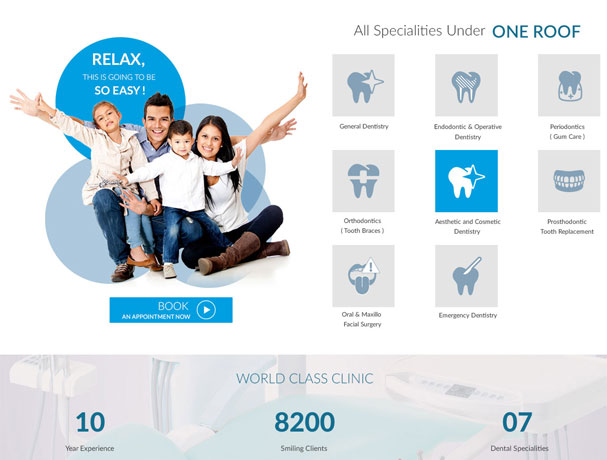 RELAX,
THIS IS GOING TO BE
SO EASY !
BOOK
AN APPOINTMENT NOW
All Specialities Under ONE ROOF
General Dentistry
Endodontic & Operative
Dentistry
Periodontics
( Gum Care )
Orthodontics
( Tooth Braces )
Aesthetic and Cosmetic
Dentistry
Prosthodontic
Tooth Replacement
Oral & Maxillo
Facial Surgery
Emergency Dentistry
WORLD CLASS CLINIC
10
Year Experience
8200
Smiling Clients
07
Dental Specialities